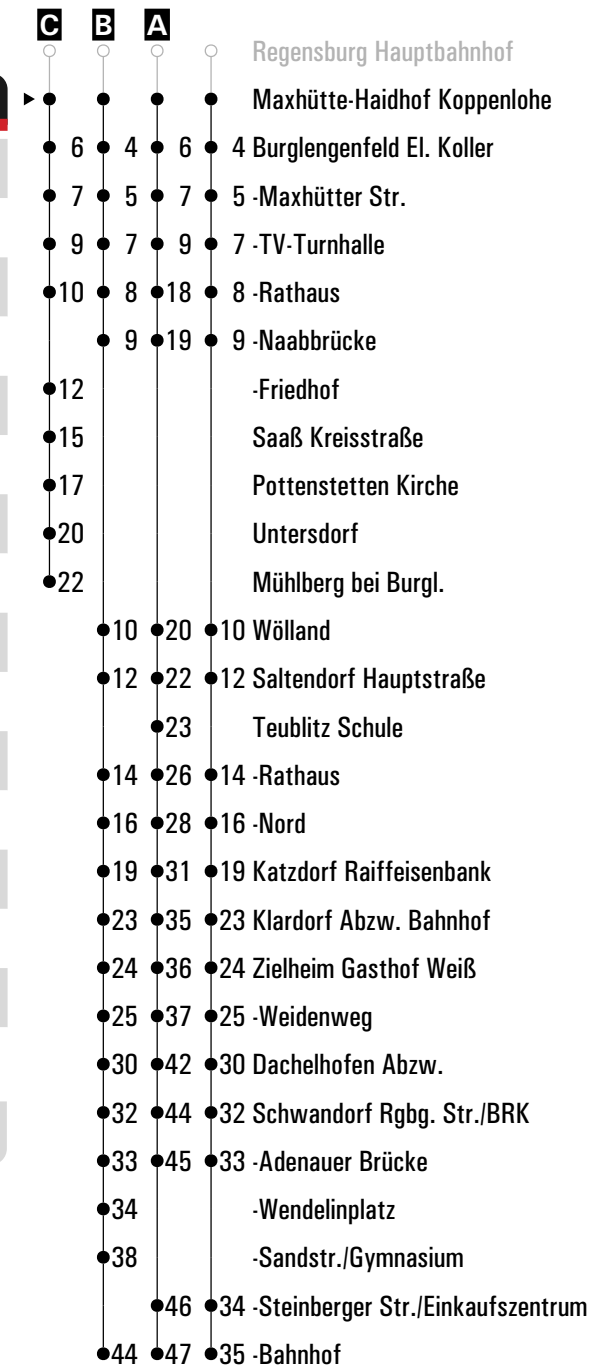 C B A
Regensburg Hauptbahnhof
Maxhütte-Haidhof Koppenlohe
6 4 6 4 Burglengenfeld El. Koller
7 5 7 5 -Maxhütter Str.
9 7 9 7 -TV-Turnhalle
10 8 18 8 -Rathaus
9 19 9 -Naabbrücke
12 -Friedhof
15 Saaß Kreisstraße
17 Pottenstetten Kirche
20 Untersdorf
22 Mühlberg bei Burgl.
10 20 10 Wölland
12 22 12 Saltendorf Hauptstraße
23 Teublitz Schule
14 26 14 -Rathaus
16 28 16 -Nord
19 31 19 Katzdorf Raiffeisenbank
23 35 23 Klardorf Abzw. Bahnhof
24 36 24 Zielheim Gasthof Weiß
25 37 25 -Weidenweg
30 42 30 Dachelhofen Abzw.
32 44 32 Schwandorf Rgbg. Str./BRK
33 45 33 -Adenauer Brücke
34 -Wendelinplatz
38 -Sandstr./Gymnasium
46 34 -Steinberger Str./Einkaufszentrum
44 47 35 -Bahnhof